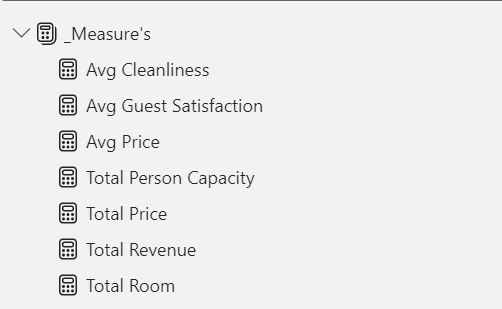 _Measure's
Avg Cleanliness
Avg Guest Satisfaction
Avg Price
Total Person Capacity
Total Price
Total Revenue
Total Room